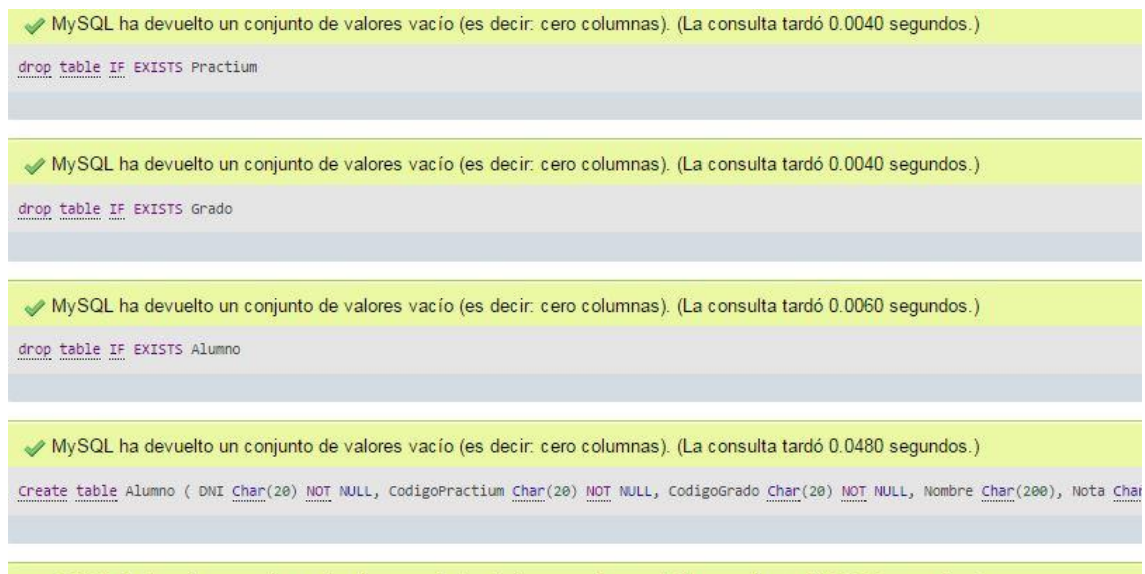 MySQL ha devuelto un conjunto de valores vacío (es decir: cero columnas). (La consulta tardó 0.0040 segundos.)
drop table IF EXISTS Practium
MySQL ha devuelto un conjunto de valores vacío (es decir: cero columnas). (La consulta tardó 0.0040 segundos.)
drop table IF EXISTS Grado
MySQL ha devuelto un conjunto de valores vacío (es decir: cero columnas). (La consulta tardó 0.0060 segundos.)
drop table IF EXISTS Alumno
MySQL ha devuelto un conjunto de valores vacío (es decir: cero columnas). (La consulta tardó 0.0480 segundos.)
Create table Alumno ( DNI Char(20) NOT NULL, CodigoPractium Char(20) NOT NULL, CodigoGrado Char(20) NOT NULL, Nombre Char(200), Nota Char